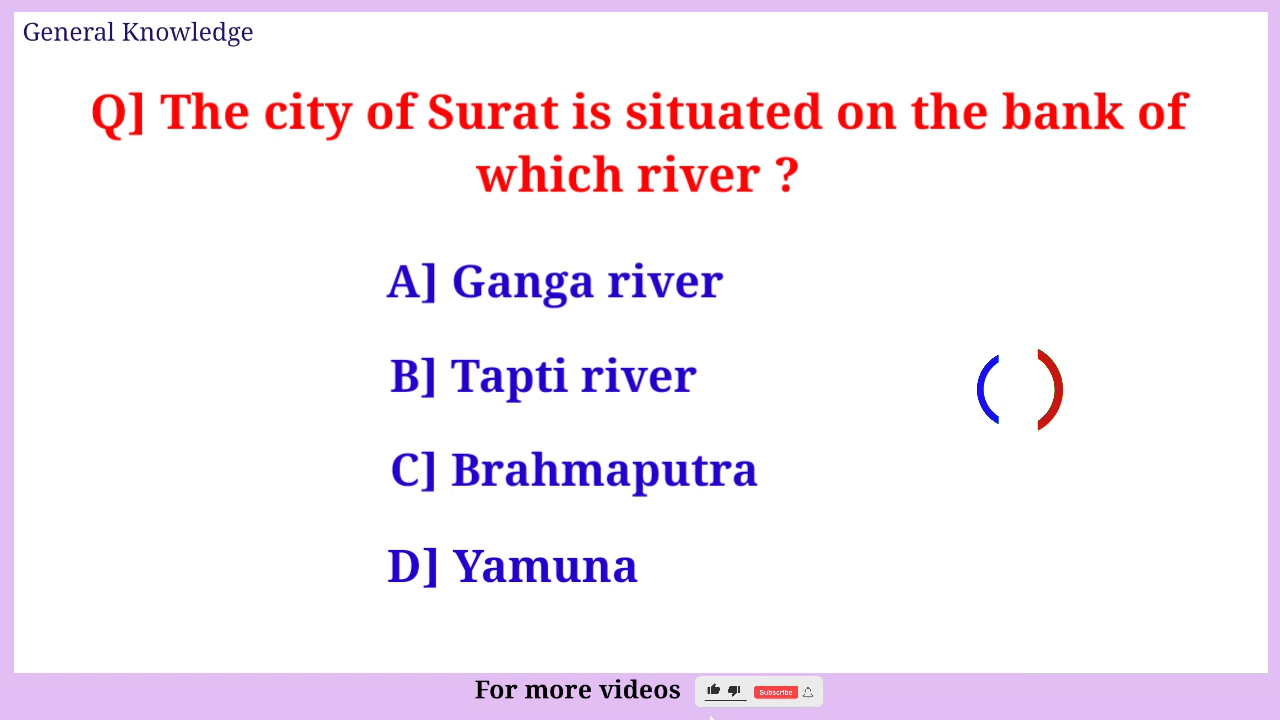 General Knowledge
Q] The city of Surat is situated on the bank of
which river ?
A] Ganga river
B] Tapti river
C] Brahmaputra
D] Yamuna
For more videos
Subscribe